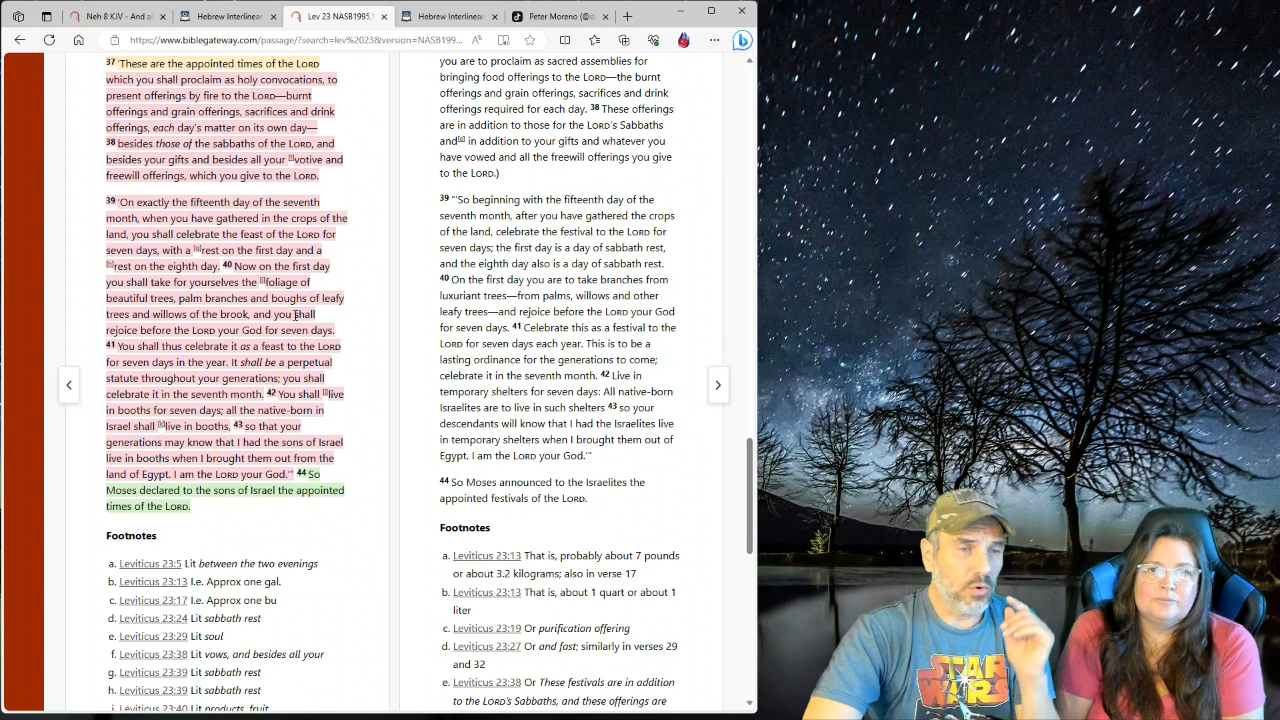 Neh 8 KJV - And al
Hebrew Interlinear
Lev 23 NASB1995,
Hebrew Interlinear
Peter Moreno (@d
https://www.biblegateway.com/passage/?search=lev%2023&version=NASB199...
37 'These are the appointed times of the LORD
which you shall proclaim as holy convocations, to
present offerings by fire to the LORD—burnt
offerings and grain offerings, sacrifices and drink
offerings, each day's matter on its own day—
38 besides those of the sabbaths of the LORD, and
besides your gifts and besides all your [f]votive and
freewill offerings, which you give to the LORD.
39 'On exactly the fifteenth day of the seventh
month, when you have gathered in the crops of the
land, you shall celebrate the feast of the LORD for
seven days, with a [g]rest on the first day and a
[h]rest on the eighth day. 40 Now on the first day
you shall take for yourselves the [i]foliage of
beautiful trees, palm branches and boughs of leafy
trees and willows of the brook, and you shall
rejoice before the LORD your God for seven days.
41 You shall thus celebrate it as a feast to the LORD
for seven days in the year. It shall be a perpetual
statute throughout your generations; you shall
celebrate it in the seventh month. 42 You shall [j]live
in booths for seven days; all the native-born in
Israel shall [k]live in booths, 43 so that your
generations may know that I had the sons of Israel
live in booths when I brought them out from the
land of Egypt. I am the LORD your God.'" 44 So
Moses declared to the sons of Israel the appointed
times of the LORD.
Footnotes
a. Leviticus 23:5 Lit between the two evenings
b. Leviticus 23:13 I.e. Approx one gal.
c. Leviticus 23:17 I.e. Approx one bu
d. Leviticus 23:24 Lit sabbath rest
e. Leviticus 23:29 Lit soul
f. Leviticus 23:38 Lit vows, and besides all your
g. Leviticus 23:39 Lit sabbath rest
h. Leviticus 23:39 Lit sabbath rest
i. Leviticus 23:40 Lit products, fruit
you are to proclaim as sacred assemblies for
bringing food offerings to the LORD—the burnt
offerings and grain offerings, sacrifices and drink
offerings required for each day. 38 These offerings
are in addition to those for the LORD's Sabbaths
and[e] in addition to your gifts and whatever you
have vowed and all the freewill offerings you give
to the LORD.)
39 "'So beginning with the fifteenth day of the
seventh month, after you have gathered the crops
of the land, celebrate the festival to the LORD for
seven days; the first day is a day of sabbath rest,
and the eighth day also is a day of sabbath rest.
40 On the first day you are to take branches from
luxuriant trees—from palms, willows and other
leafy trees—and rejoice before the LORD your God
for seven days. 41 Celebrate this as a festival to the
LORD for seven days each year. This is to be a
lasting ordinance for the generations to come;
celebrate it in the seventh month. 42 Live in
temporary shelters for seven days: All native-born
Israelites are to live in such shelters 43 so your
descendants will know that I had the Israelites live
in temporary shelters when I brought them out of
Egypt. I am the LORD your God.'"
44 So Moses announced to the Israelites the
appointed festivals of the LORD.
Footnotes
a. Leviticus 23:13 That is, probably about 7 pounds
or about 3.2 kilograms; also in verse 17
b. Leviticus 23:13 That is, about 1 quart or about 1
liter
c. Leviticus 23:19 Or purification offering
d. Leviticus 23:27 Or and fast; similarly in verses 29
and 32
e. Leviticus 23:38 Or These festivals are in addition
to the LORD's Sabbaths, and these offerings are
STAR
WARS